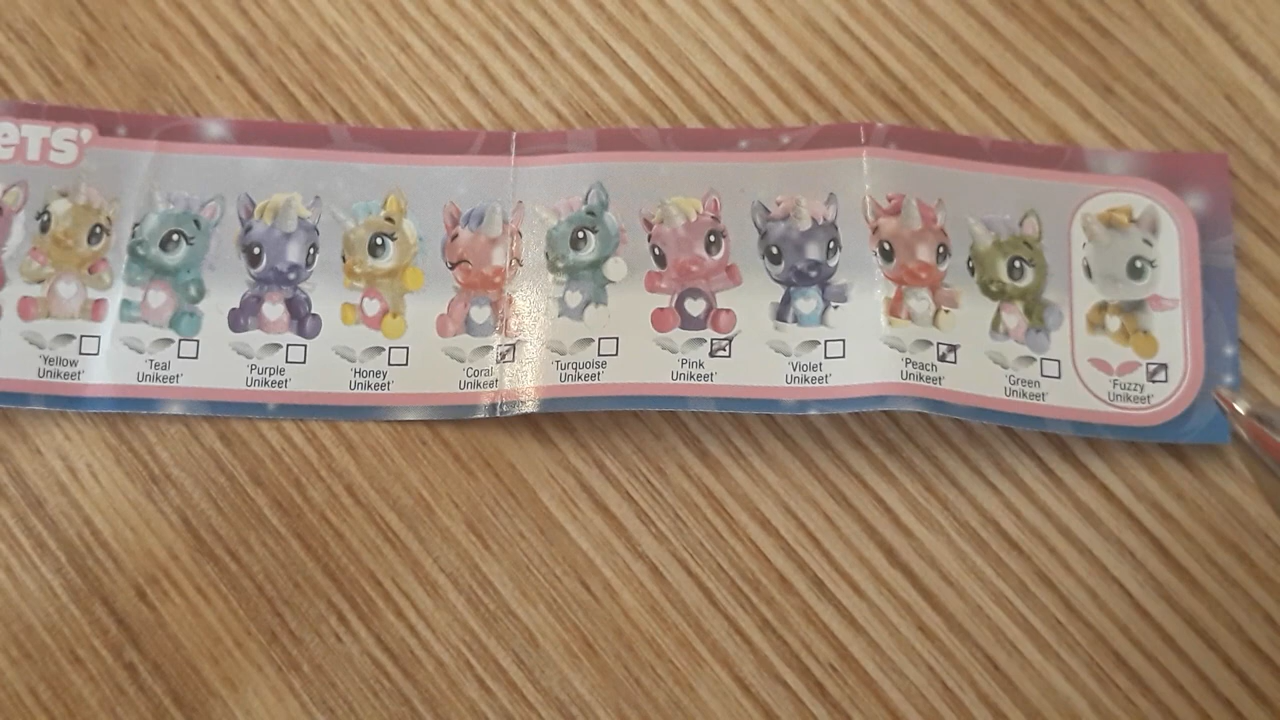 ETS'
'Yellow
Unikeet'
'Teal
Unikeet'
'Purple
Unikeet'
'Honey
Unikeet'
'Coral
Unikeet'
'Turquoise
Unikeet'
'Pink
Unikeet'
'Violet
Unikeet'
'Peach
Unikeet'
'Green
Unikeet'
'Fuzzy
Unikeet'